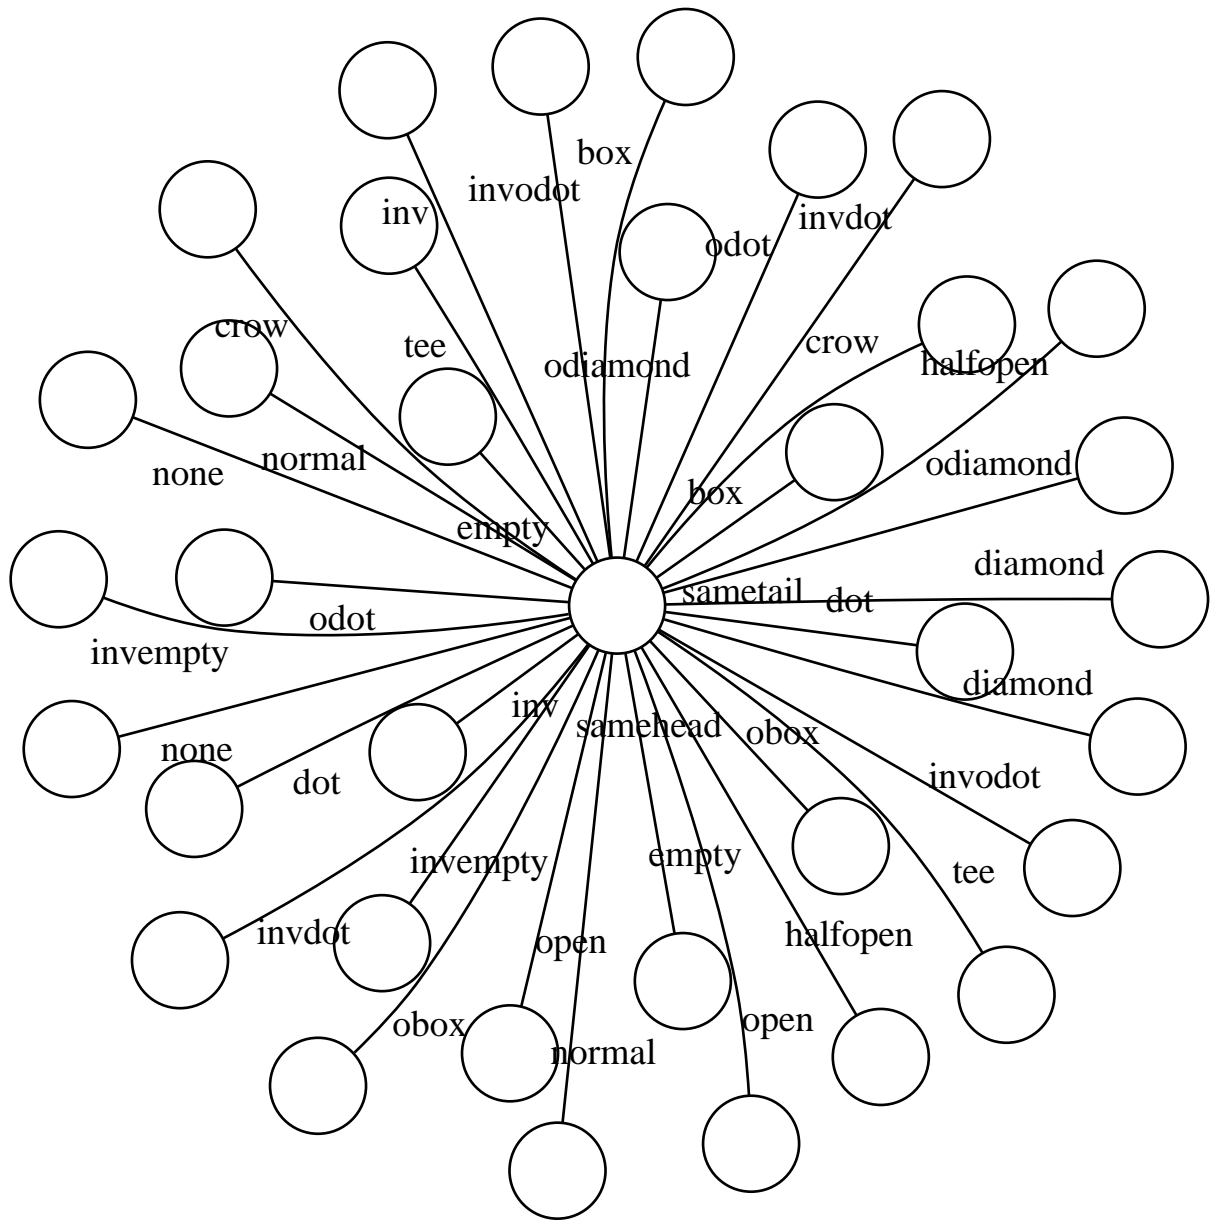 box
invodot
inv
invdot
odot
crow
tee
crow
odiamond
halfopen
normal
none
odiamond
box
empty
diamond
sametail
dot
odot
invempty
diamond
inv
samehead
obox
none
dot
invodot
empty
invempty
tee
invdot
open
halfopen
open
obox
normal